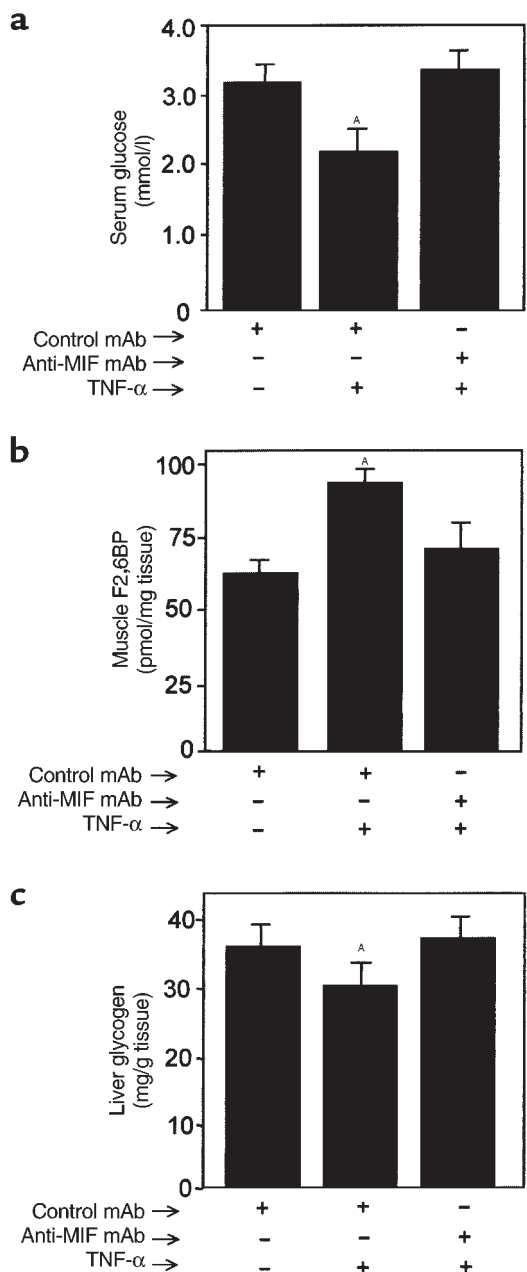 a
4.0
3.0
2.0
1.0
0
Serum glucose
(mmol/l)
A
Control mAb → + + −
Anti-MIF mAb → − − +
TNF-α → − + +
b
100
75
50
25
0
Muscle F2,6BP
(pmol/mg tissue)
A
Control mAb → + + −
Anti-MIF mAb → − − +
TNF-α → − + +
c
40
30
20
10
0
Liver glycogen
(mg/g tissue)
A
Control mAb → + + −
Anti-MIF mAb → − − +
TNF-α → − + +